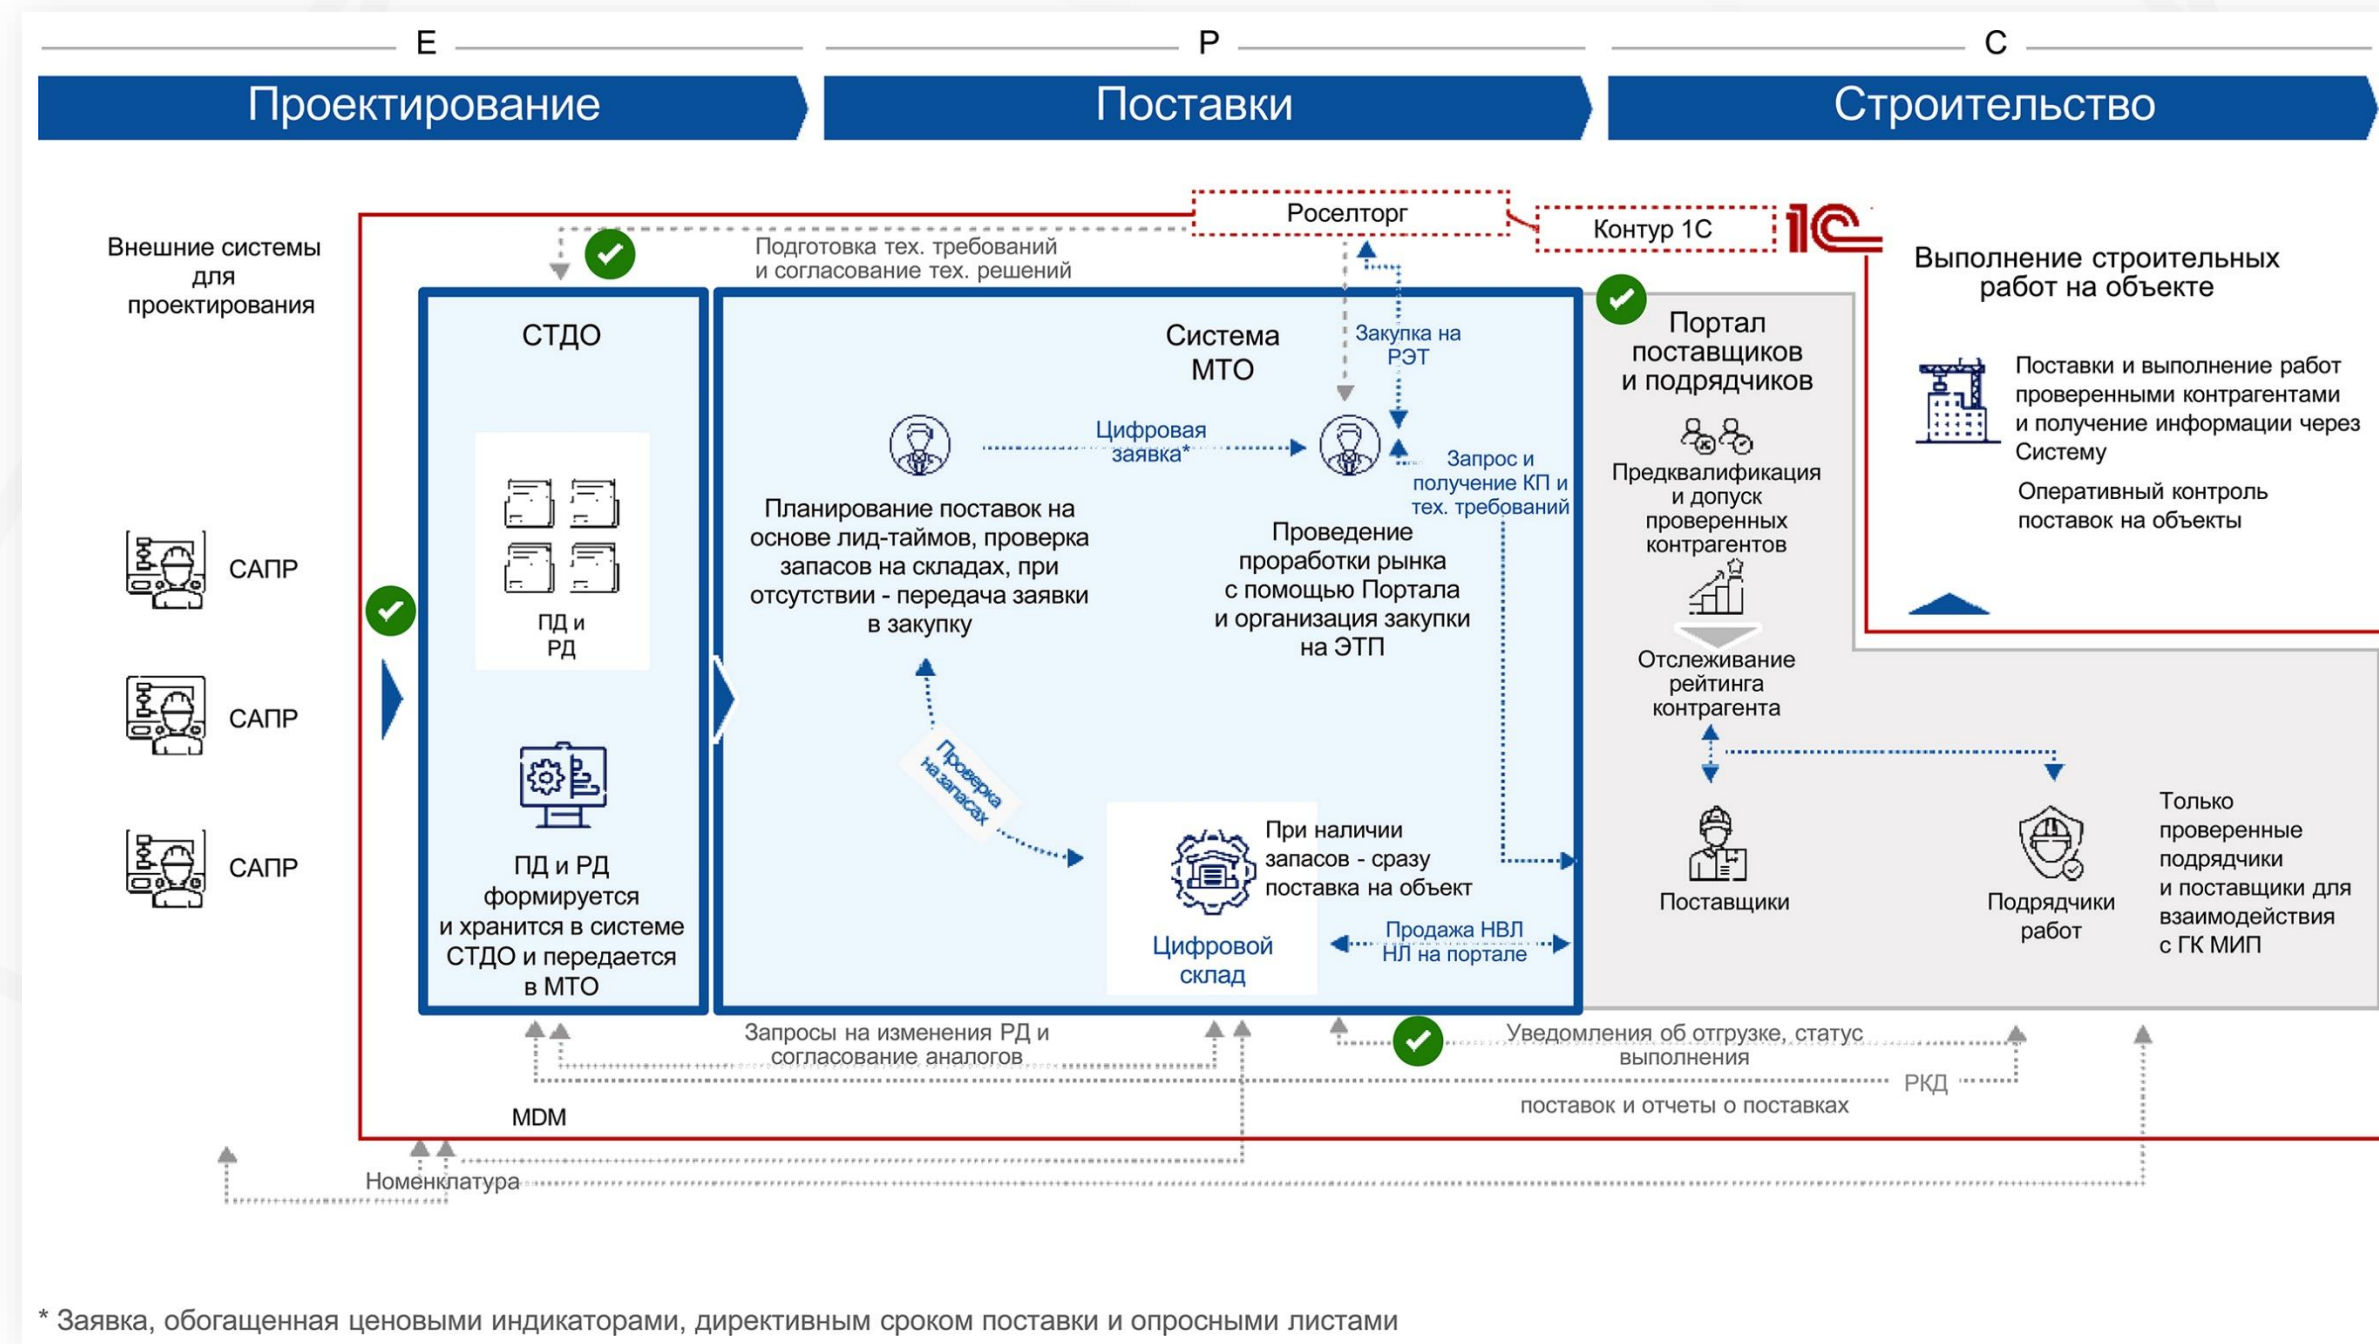 E
P
C
Проектирование
Поставки
Строительство
Роселторг
Контур 1С
1С
Внешние системы
для
проектирования
Подготовка тех. требований
и согласование тех. решений
Выполнение строительных
работ на объекте
СТДО
Система
МТО
Закупка на
РЭТ
Портал
поставщиков
и подрядчиков
Поставки и выполнение работ
проверенными контрагентами
и получение информации через
Систему
Оперативный контроль
поставок на объекты
Цифровая
заявка*
Запрос и
получение КП и
тех. требований
Предквалификация
и допуск
проверенных
контрагентов
Планирование поставок на
основе лид-таймов, проверка
запасов на складах, при
отсутствии - передача заявки
в закупку
Проведение
проработки рынка
с помощью Портала
и организация закупки
на ЭТП
САПР
САПР
САПР
ПД и
РД
Отслеживание
рейтинга
контрагента
Проверка
на запасах
ПД и РД
формируется
и хранится в системе
СТДО и передается
в МТО
При наличии
запасов - сразу
поставка на объект
Цифровой
склад
Продажа НВЛ
НЛ на портале
Поставщики
Подрядчики
работ
Только
проверенные
подрядчики
и поставщики для
взаимодействия
с ГК МИП
Запросы на изменения РД и
согласование аналогов
Уведомления об отгрузке, статус
выполнения
РКД
поставок и отчеты о поставках
MDM
Номенклатура
* Заявка, обогащенная ценовыми индикаторами, директивным сроком поставки и опросными листами